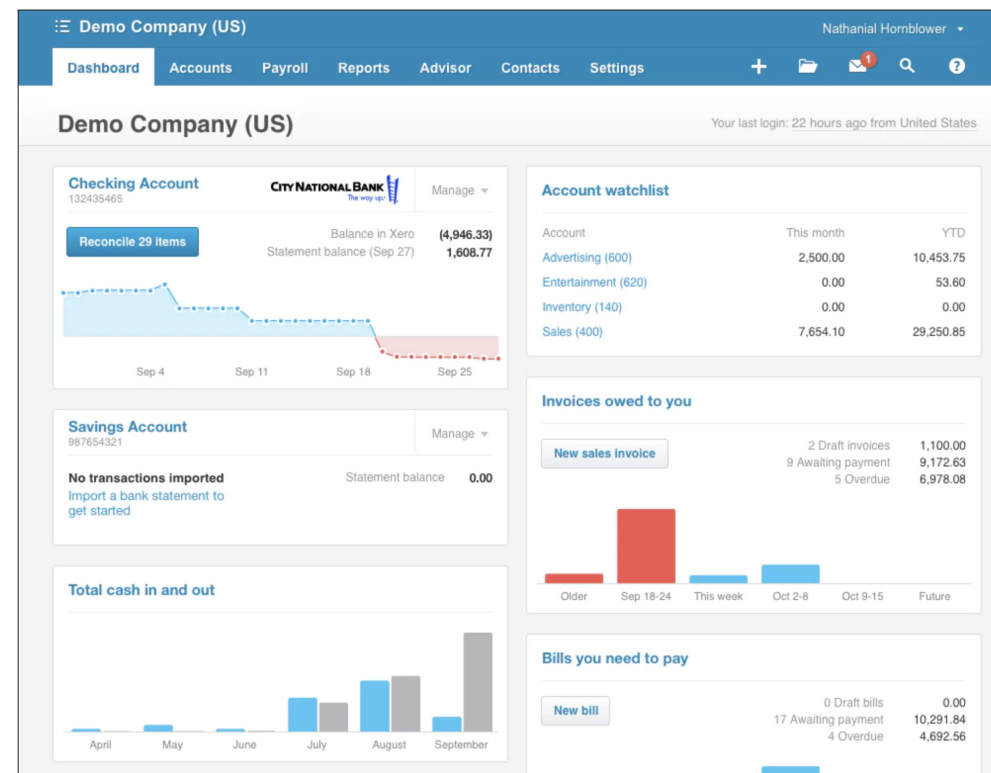 Demo Company (US)
Nathanial Hornblower
Dashboard Accounts Payroll Reports Advisor Contacts Settings
1
?
Demo Company (US)
Your last login: 22 hours ago from United States
Checking Account
132435465
CITY NATIONAL BANK
The way up.
Manage
Reconcile 29 items
Balance in Xero (4,946.33)
Statement balance (Sep 27) 1,608.77
Sep 4 Sep 11 Sep 18 Sep 25
Savings Account
987654321
Manage
No transactions imported
Import a bank statement to
get started
Statement balance 0.00
Total cash in and out
April May June July August September
Account watchlist
Account This month YTD
Advertising (600) 2,500.00 10,453.75
Entertainment (620) 0.00 53.60
Inventory (140) 0.00 0.00
Sales (400) 7,654.10 29,250.85
Invoices owed to you
New sales invoice
2 Draft invoices 1,100.00
9 Awaiting payment 9,172.63
5 Overdue 6,978.08
Older Sep 18-24 This week Oct 2-8 Oct 9-15 Future
Bills you need to pay
New bill
0 Draft bills 0.00
17 Awaiting payment 10,291.84
4 Overdue 4,692.56